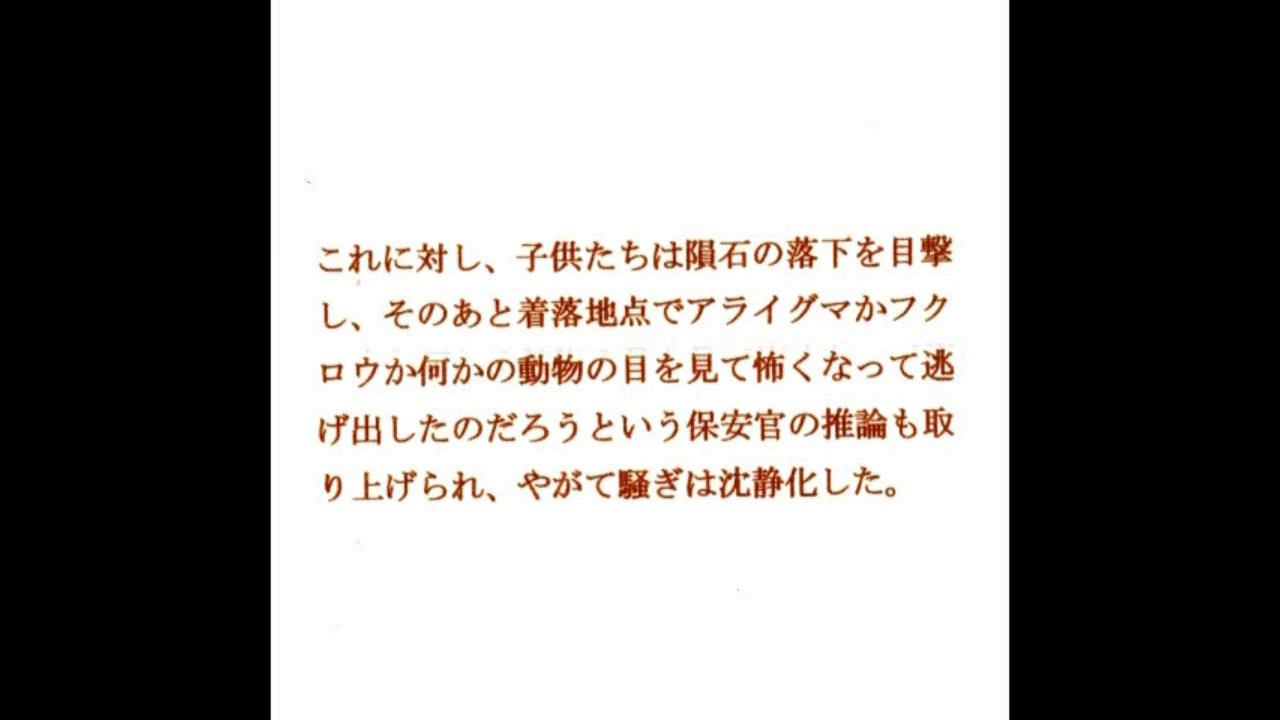 これに対し、子供たちは隕石の落下を目撃
し、そのあと着落地点でアライグマかフク
ロウか何かの動物の目を見て怖くなって逃
げ出したのだろうという保安官の推論も取
り上げられ、やがて騒ぎは沈静化した。